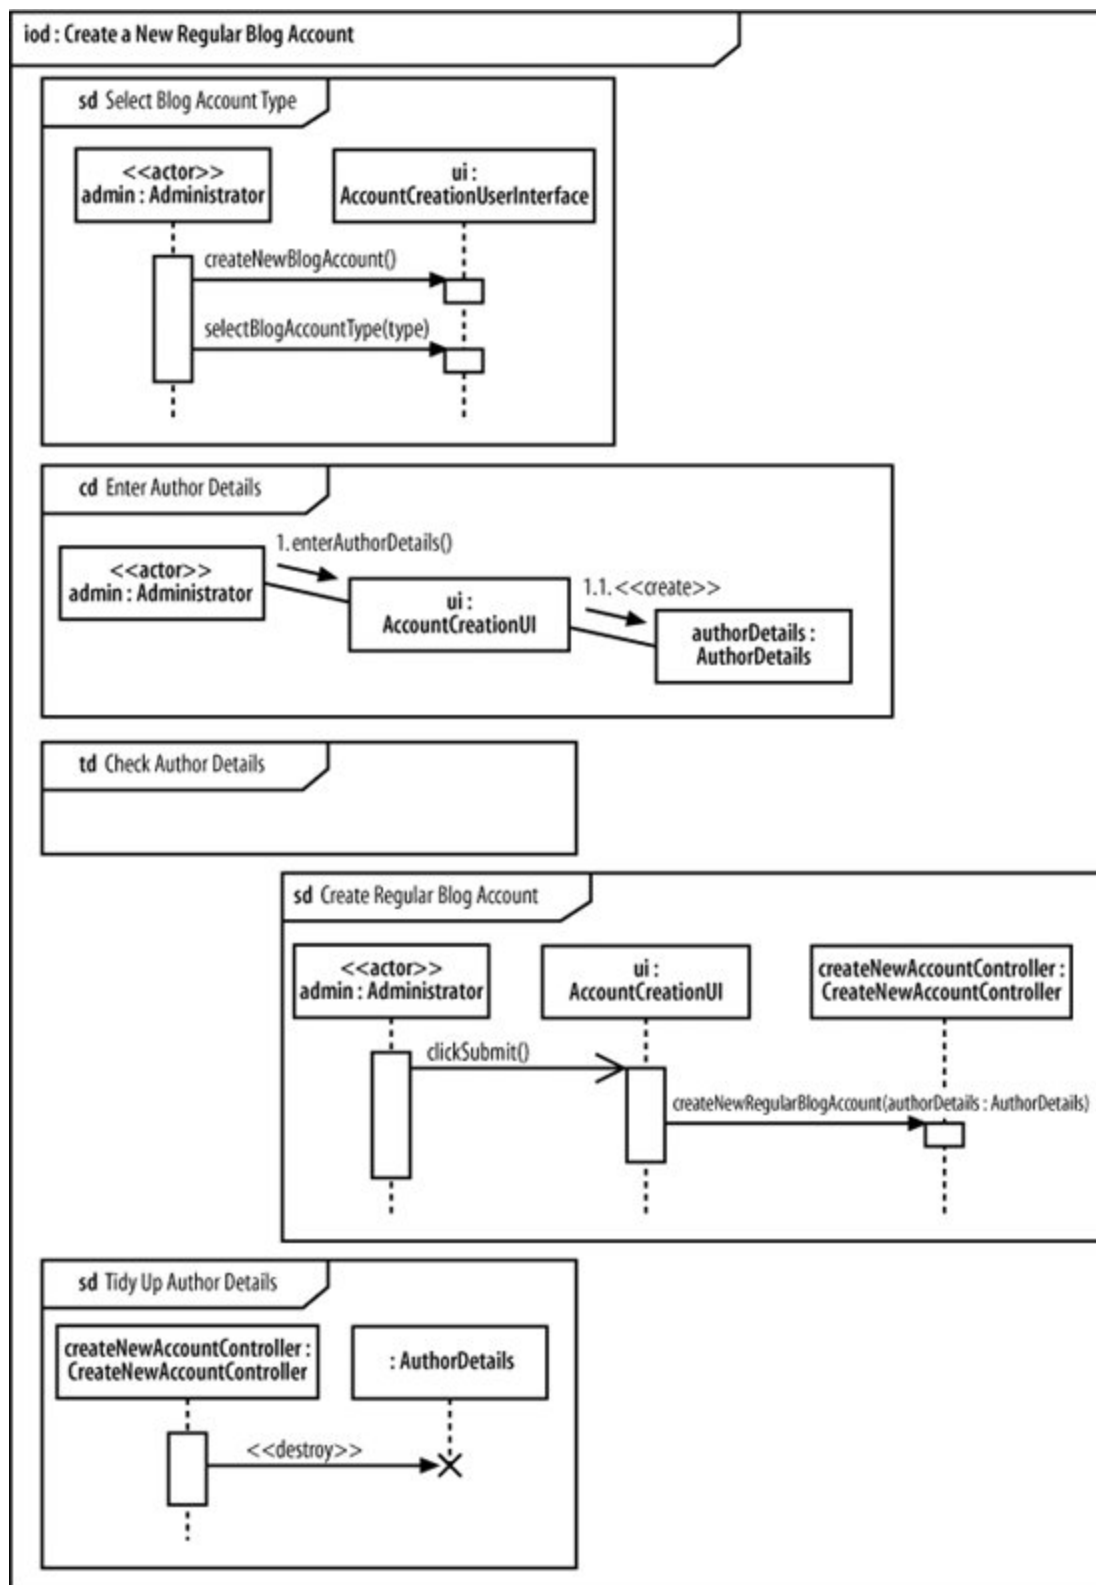 iod : Create a New Regular Blog Account
sd Select Blog Account Type
<<actor>>
admin : Administrator
ui :
AccountCreationUserInterface
createNewBlogAccount()
selectBlogAccountType(type)
cd Enter Author Details
<<actor>>
admin : Administrator
1.enterAuthorDetails()
ui :
AccountCreationUI
1.1.<<create>>
authorDetails :
AuthorDetails
td Check Author Details
sd Create Regular Blog Account
<<actor>>
admin : Administrator
ui :
AccountCreationUI
createNewAccountController :
CreateNewAccountController
clickSubmit()
createNewRegularBlogAccount(authorDetails : AuthorDetails)
sd Tidy Up Author Details
createNewAccountController :
CreateNewAccountController
: AuthorDetails
<<destroy>>